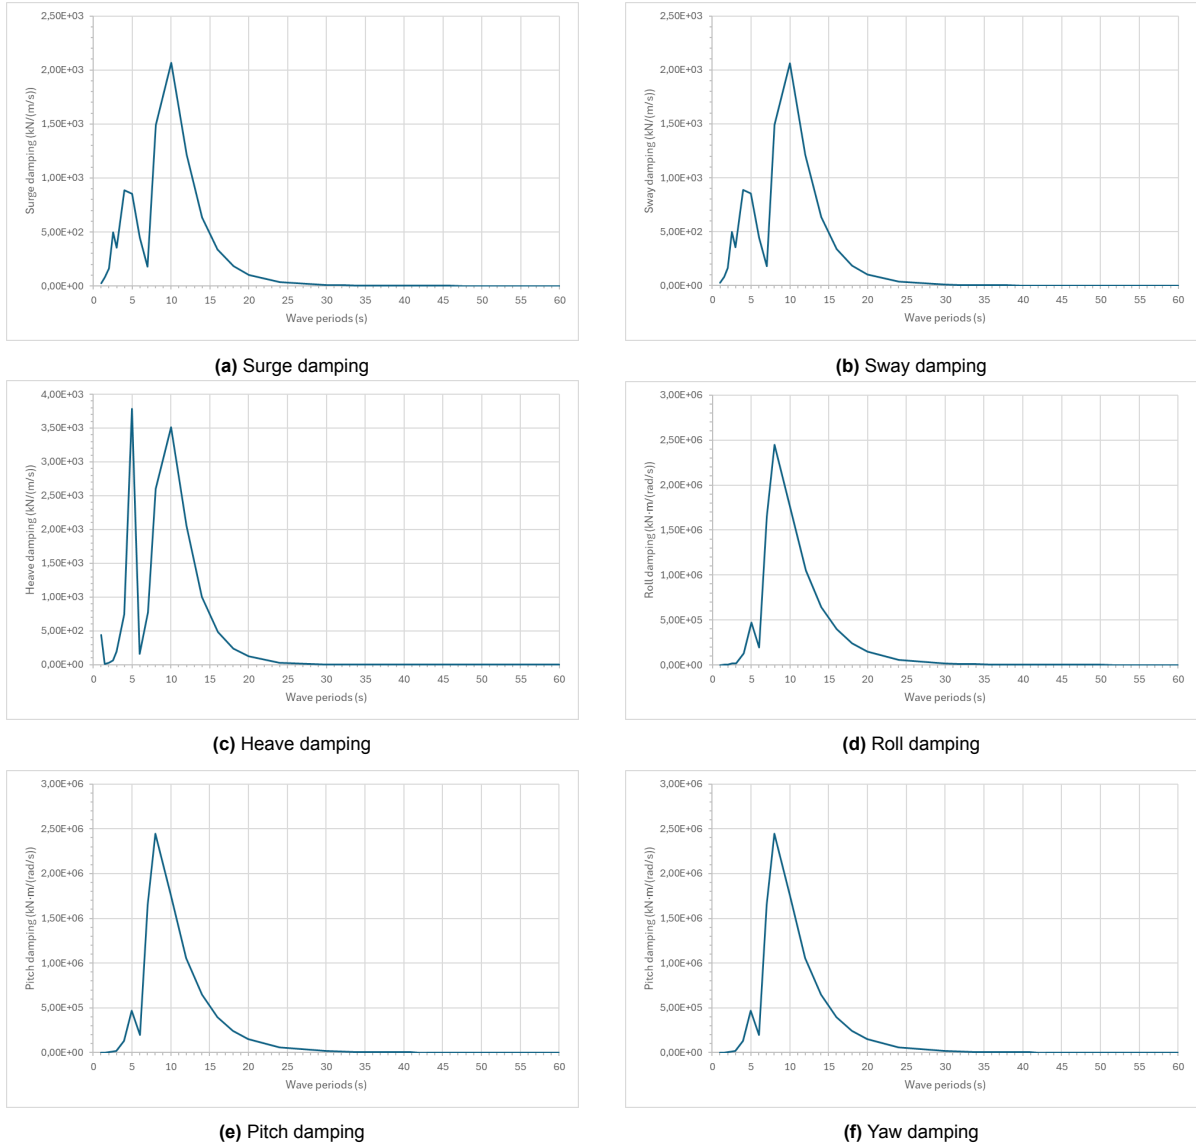 2,50E+03
2,00E+03
1,50E+03
1,00E+03
5,00E+02
0,00E+00
Surge damping (kN/(m/s))
0 5 10 15 20 25 30 35 40 45 50 55 60
Wave periods (s)
(a) Surge damping
2,50E+03
2,00E+03
1,50E+03
1,00E+03
5,00E+02
0,00E+00
Sway damping (kN/(m/s))
0 5 10 15 20 25 30 35 40 45 50 55 60
Wave periods (s)
(b) Sway damping
4,00E+03
3,50E+03
3,00E+03
2,50E+03
2,00E+03
1,50E+03
1,00E+03
5,00E+02
0,00E+00
Heave damping (kN/(m/s))
0 5 10 15 20 25 30 35 40 45 50 55 60
Wave periods (s)
(c) Heave damping
3,00E+06
2,50E+06
2,00E+06
1,50E+06
1,00E+06
5,00E+05
0,00E+00
Roll damping (kN·m/(rad/s))
0 5 10 15 20 25 30 35 40 45 50 55 60
Wave periods (s)
(d) Roll damping
3,00E+06
2,50E+06
2,00E+06
1,50E+06
1,00E+06
5,00E+05
0,00E+00
Pitch damping (kN·m/(rad/s))
0 5 10 15 20 25 30 35 40 45 50 55 60
Wave periods (s)
(e) Pitch damping
3,00E+06
2,50E+06
2,00E+06
1,50E+06
1,00E+06
5,00E+05
0,00E+00
Pitch damping (kN·m/(rad/s))
0 5 10 15 20 25 30 35 40 45 50 55 60
Wave periods (s)
(f) Yaw damping